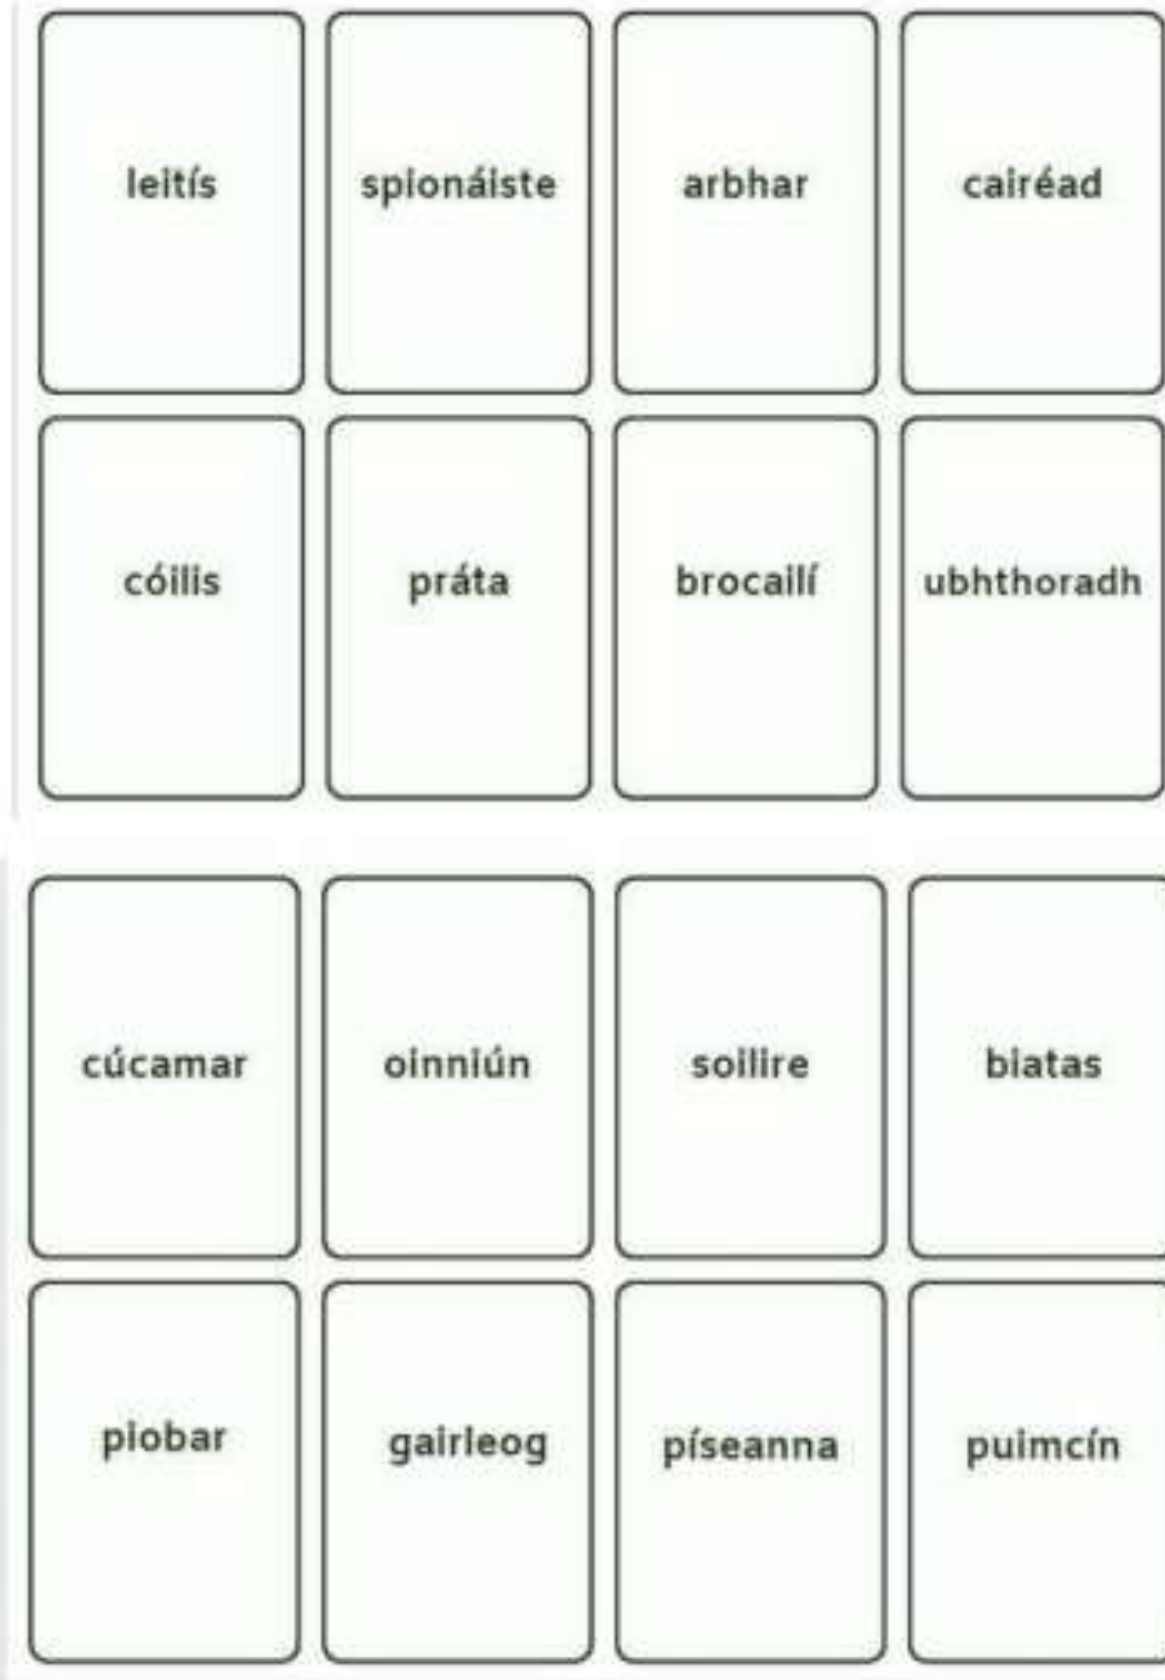 leitís
spionáiste
arbhar
cairéad
cóilis
práta
brocailí
ubhthoradh
cúcamar
oinniún
soilire
biatas
piobar
gairleog
píseanna
puimcín